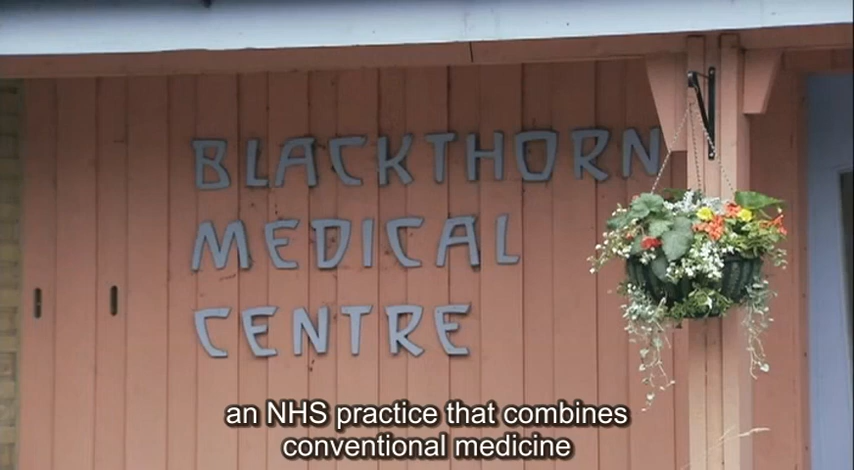 BLACKTHORN
MEDICAL
CENTRE
an NHS practice that combines
conventional medicine